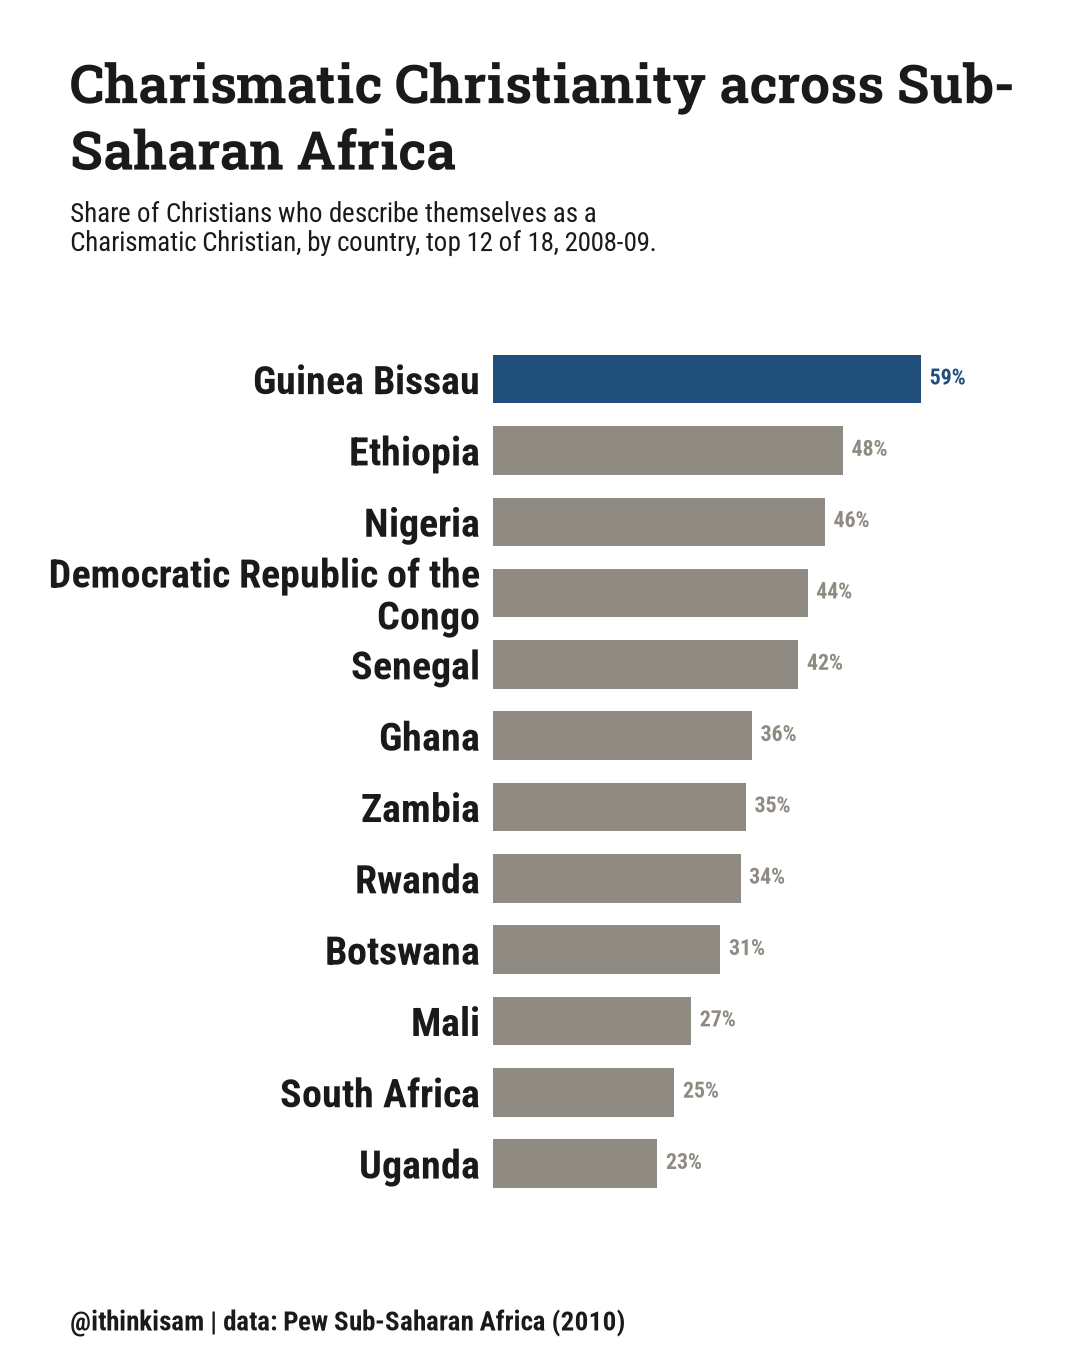 Charismatic Christianity across Sub-
Saharan Africa
Share of Christians who describe themselves as a
Charismatic Christian, by country, top 12 of 18, 2008-09.
Guinea Bissau 59%
Ethiopia 48%
Nigeria 46%
Democratic Republic of the
Congo 44%
Senegal 42%
Ghana 36%
Zambia 35%
Rwanda 34%
Botswana 31%
Mali 27%
South Africa 25%
Uganda 23%
@ithinkisam | data: Pew Sub-Saharan Africa (2010)